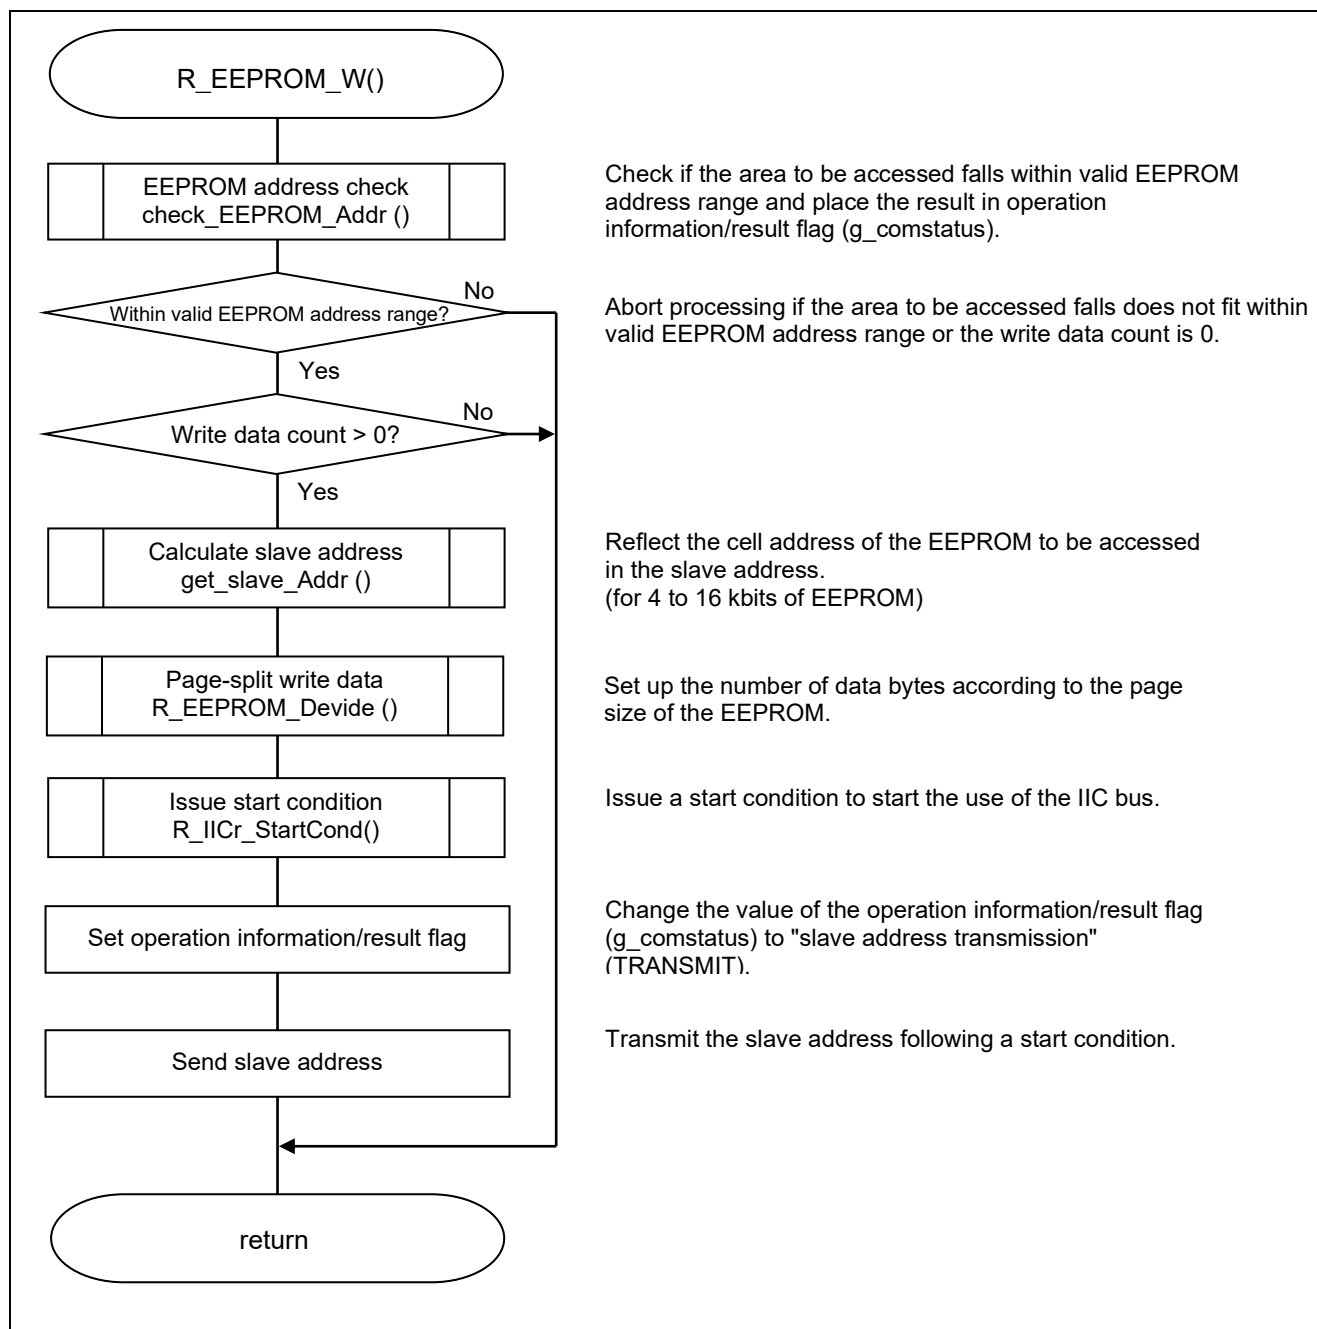 R_EEPROM_W()
EEPROM address check
check_EEPROM_Addr ()
Check if the area to be accessed falls within valid EEPROM
address range and place the result in operation
information/result flag (g_comstatus).
Within valid EEPROM address range?
No
Abort processing if the area to be accessed falls does not fit within
valid EEPROM address range or the write data count is 0.
Yes
Write data count > 0?
No
Yes
Calculate slave address
get_slave_Addr ()
Reflect the cell address of the EEPROM to be accessed
in the slave address.
(for 4 to 16 kbits of EEPROM)
Page-split write data
R_EEPROM_Devide ()
Set up the number of data bytes according to the page
size of the EEPROM.
Issue start condition
R_IICr_StartCond()
Issue a start condition to start the use of the IIC bus.
Set operation information/result flag
Change the value of the operation information/result flag
(g_comstatus) to "slave address transmission"
(TRANSMIT).
Send slave address
Transmit the slave address following a start condition.
return